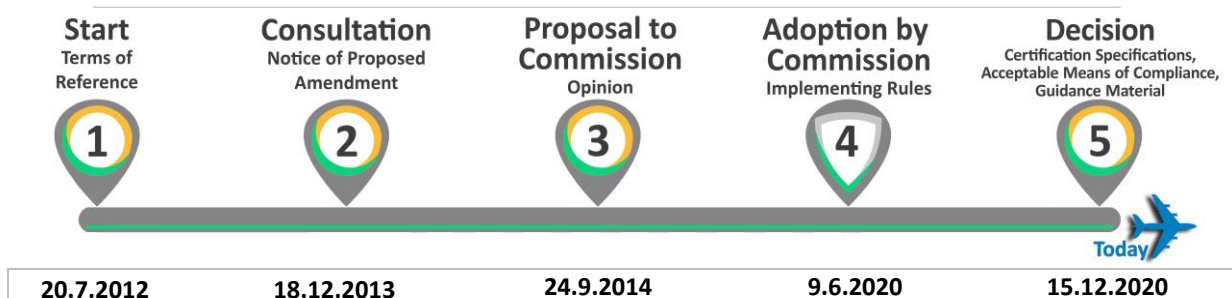 Start
Terms of
Reference
1
Consultation
Notice of Proposed
Amendment
2
Proposal to
Commission
Opinion
3
Adoption by
Commission
Implementing Rules
4
Decision
Certification Specifications,
Acceptable Means of Compliance,
Guidance Material
5
Today
20.7.2012 18.12.2013 24.9.2014 9.6.2020 15.12.2020